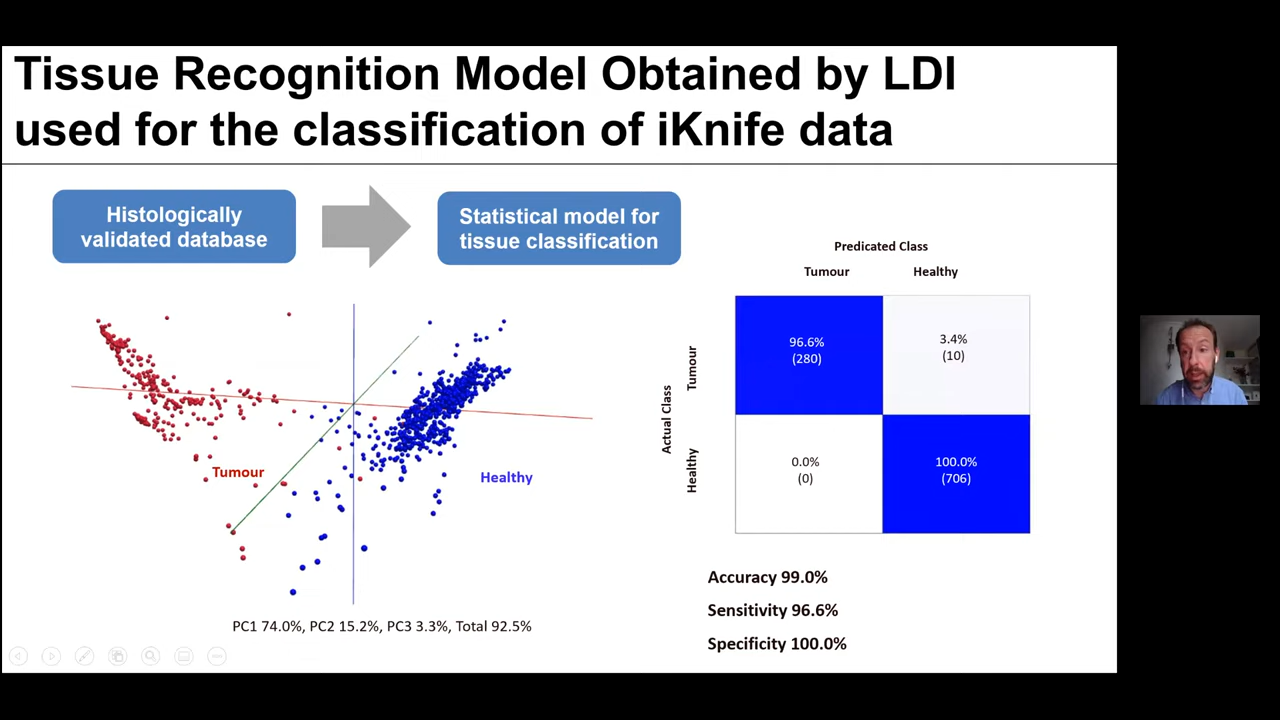 Tissue Recognition Model Obtained by LDI
used for the classification of iKnife data
Histologically
validated database
Statistical model for
tissue classification
Predicated Class
Tumour
Healthy
Actual Class
Tumour
Healthy
96.6%
(280)
3.4%
(10)
0.0%
(0)
100.0%
(706)
Tumour
Healthy
PC1 74.0%, PC2 15.2%, PC3 3.3%, Total 92.5%
Accuracy 99.0%
Sensitivity 96.6%
Specificity 100.0%